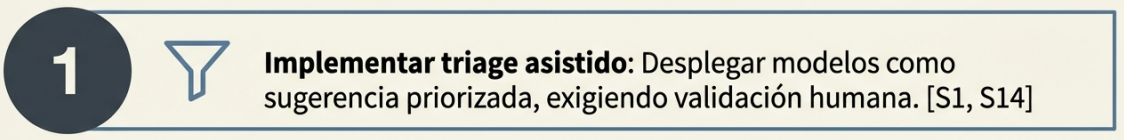 1
Implementar triage asistido: Desplegar modelos como
sugerencia priorizada, exigiendo validación humana. [S1, S14]